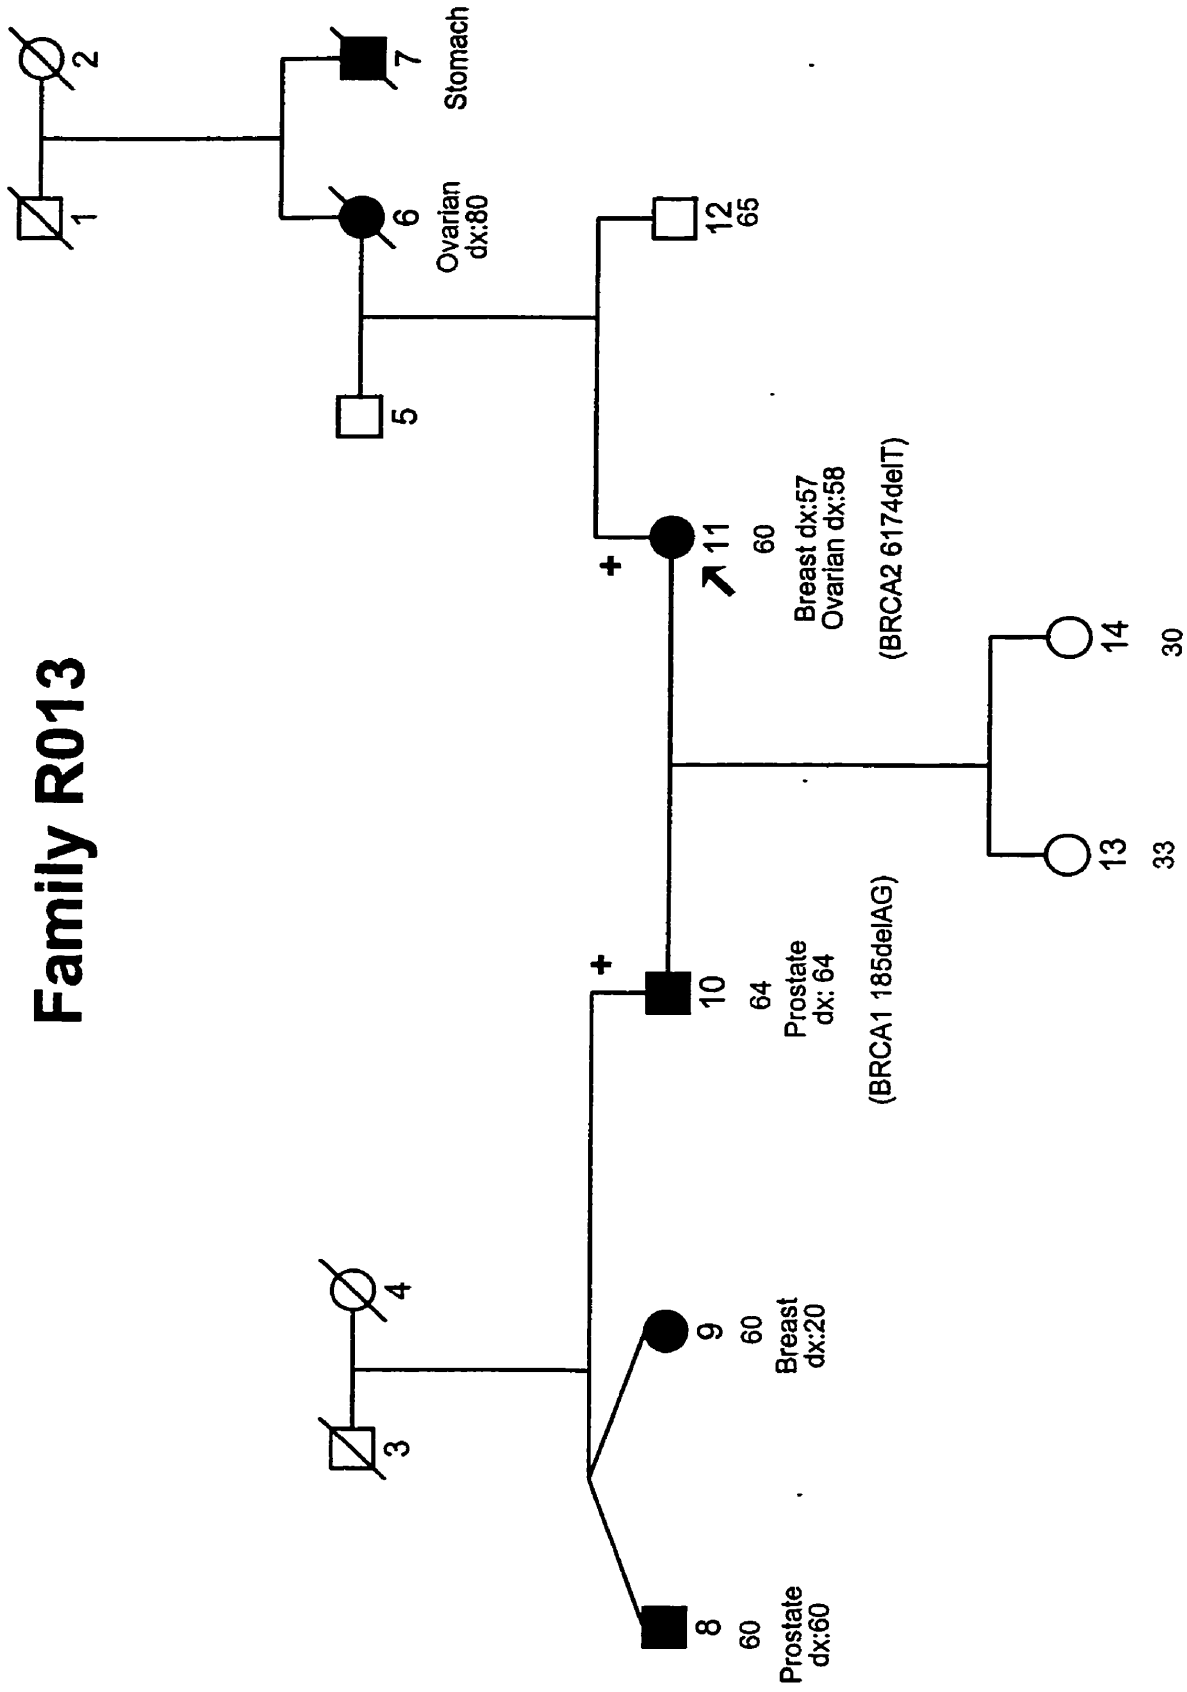 Family R013
1
2
3
4
5
6
Ovarian
dx:80
7
Stomach
8
60
Prostate
dx:60
9
60
Breast
dx:20
+
10
64
Prostate
dx: 64
(BRCA1 185delAG)
+
11
60
Breast dx:57
Ovarian dx:58
(BRCA2 6174delT)
12
65
13
33
14
30